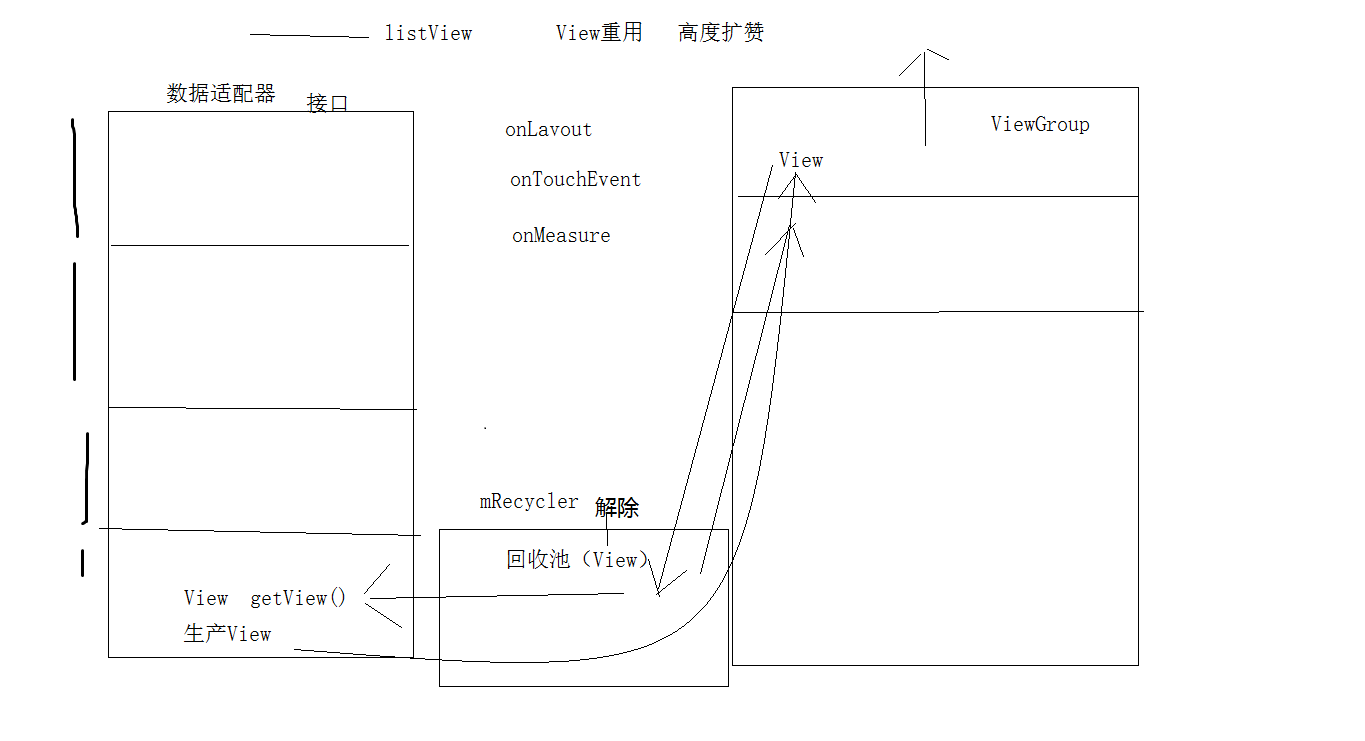 listView View重用 高度扩赞
数据适配器 接口
onLavout
ViewGroup
View
onTouchEvent
onMeasure
mRecycler 解除
回收池（View）
View getView()
生产View